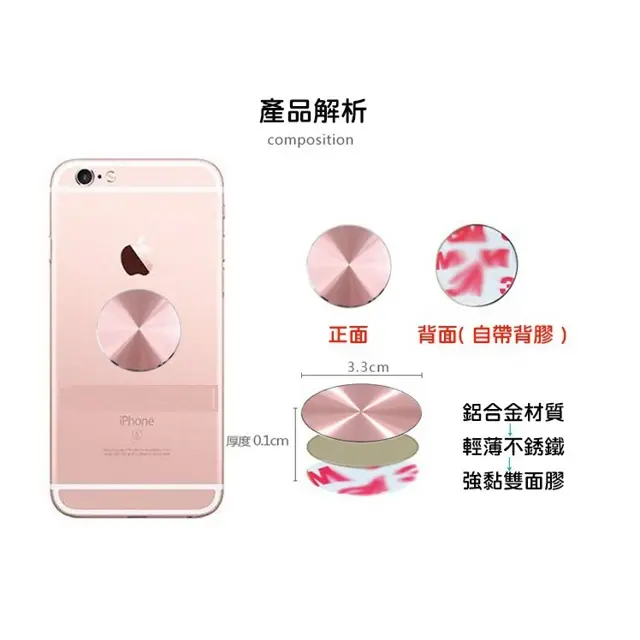 產品解析
composition
正面
背面( 自帶背膠 )
3.3cm
厚度 0.1cm
鋁合金材質
輕薄不銹鐵
強黏雙面膠
iPhone
S